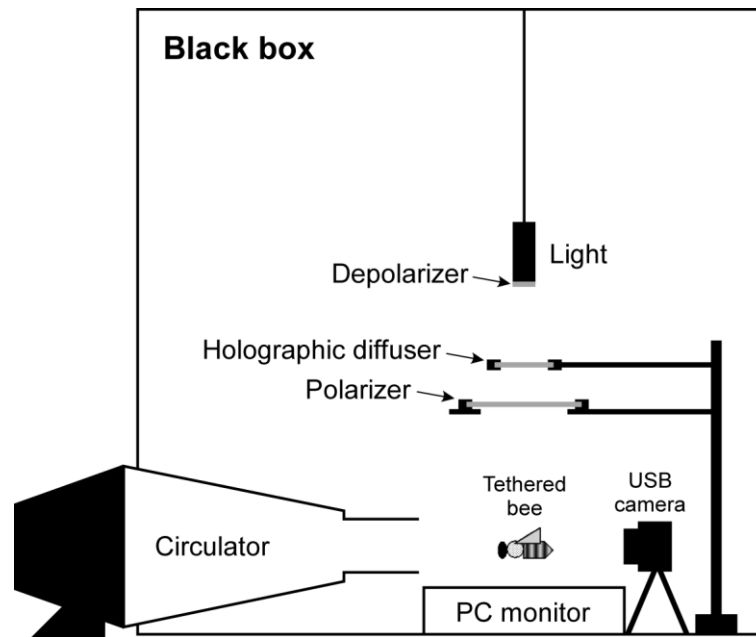 Black box
Light
Depolarizer
Holographic diffuser
Polarizer
Tethered
bee
USB
camera
Circulator
PC monitor